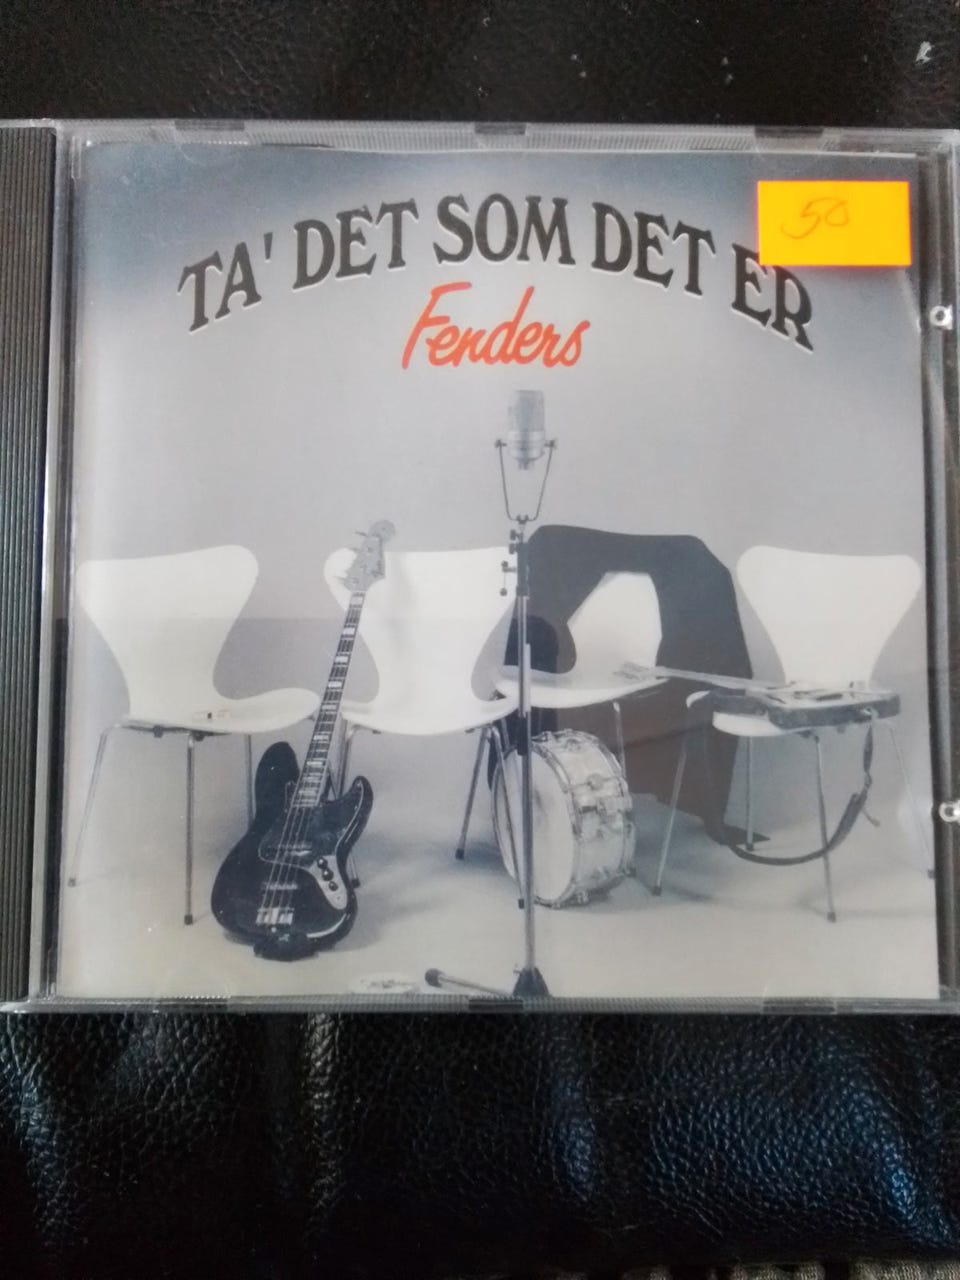 TA' DET SOM DET ER
50
Fenders